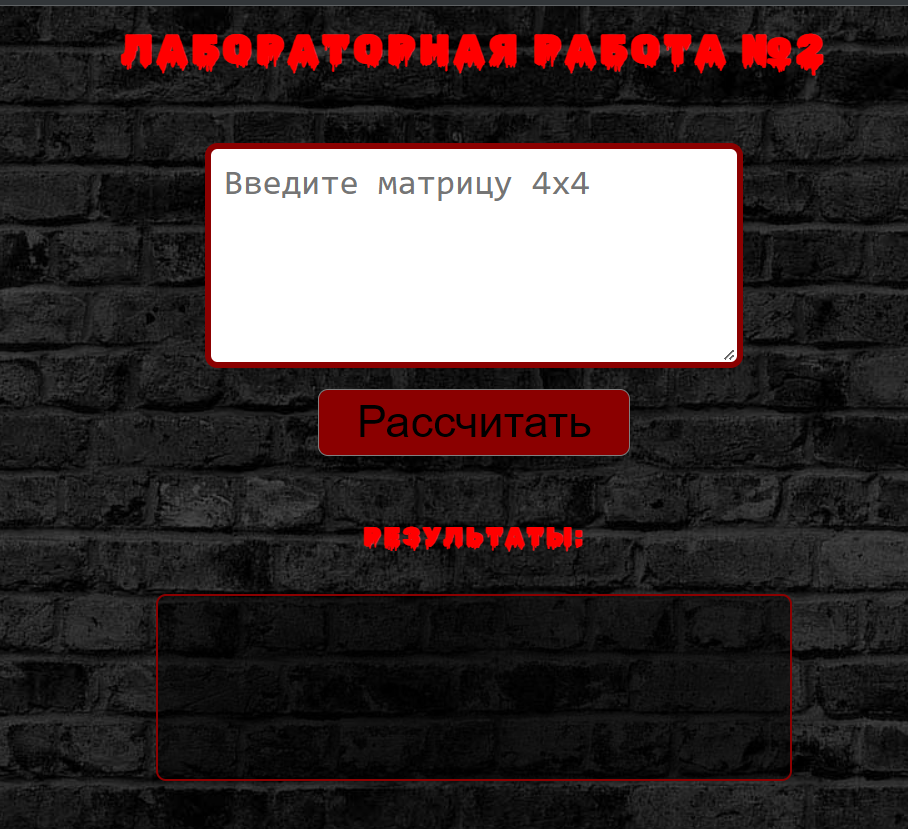 ЛАБОРАТОРНАЯ РАБОТА №2
Введите матрицу 4x4
Рассчитать
РЕЗУЛЬТАТЫ: